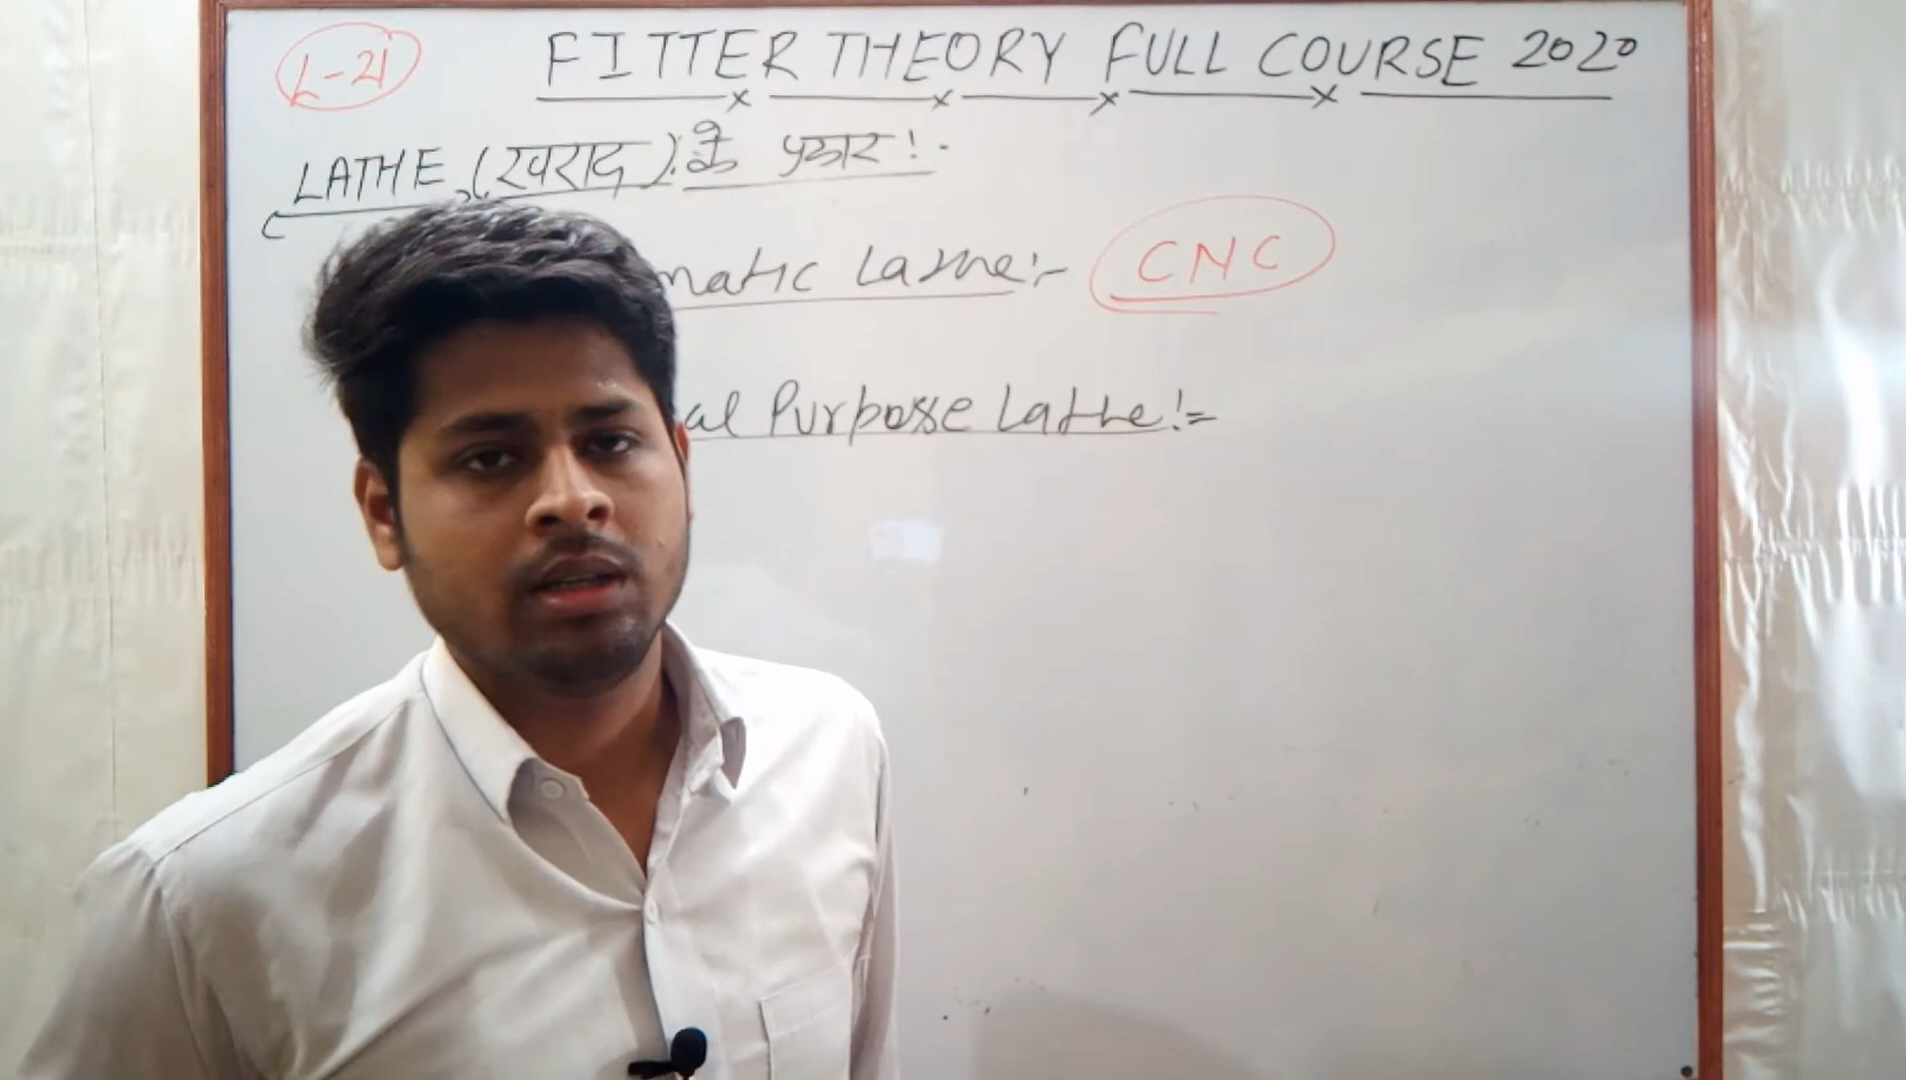 L-21
FITTER THEORY FULL COURSE 2020
LATHE (खराद) के प्रकार!
matic Lathe:- CNC
al Purpose Lathe!=